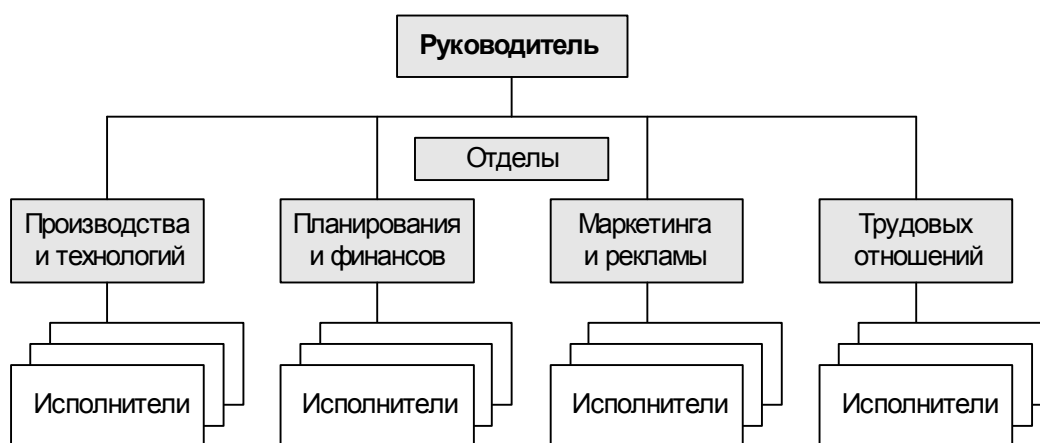 Руководитель
Отделы
Производства
и технологий
Планирования
и финансов
Маркетинга
и рекламы
Трудовых
отношений
Исполнители
Исполнители
Исполнители
Исполнители